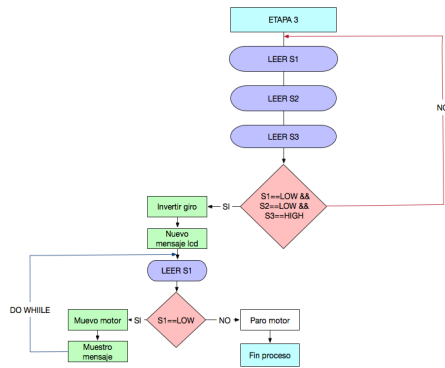 ETAPA 3
LEER S1
LEER S2
LEER S3
S1==LOW &&
S2==LOW &&
S3==HIGH
NO
SI
Invertir giro
Nuevo
mensaje lcd
LEER S1
DO WHIILE
S1==LOW
SI
Muevo motor
Muestro
mensaje
NO
Paro motor
Fin proceso